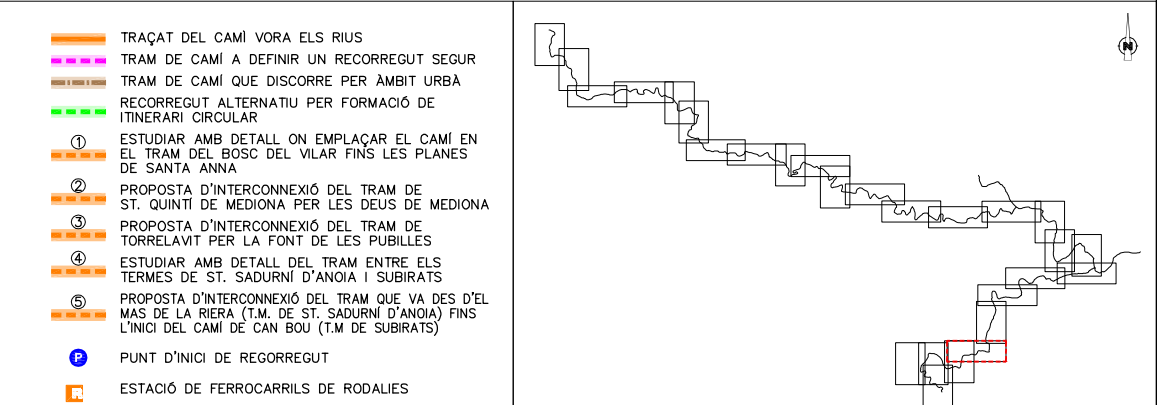 TRAÇAT DEL CAMÌ VORA ELS RIUS
TRAM DE CAMÍ A DEFINIR UN RECORREGUT SEGUR
TRAM DE CAMÍ QUE DISCORRE PER ÀMBIT URBÀ
RECORREGUT ALTERNATIU PER FORMACIÓ DE
ITINERARI CIRCULAR
1
ESTUDIAR AMB DETALL ON EMPLAÇAR EL CAMÍ EN
EL TRAM DEL BOSC DEL VILAR FINS LES PLANES
DE SANTA ANNA
2
PROPOSTA D'INTERCONNEXIÓ DEL TRAM DE
ST. QUINTÍ DE MEDIONA PER LES DEUS DE MEDIONA
3
PROPOSTA D'INTERCONNEXIÓ DEL TRAM DE
TORRELAVIT PER LA FONT DE LES PUBILLES
4
ESTUDIAR AMB DETALL DEL TRAM ENTRE ELS
TERMES DE ST. SADURNÍ D'ANOIA I SUBIRATS
5
PROPOSTA D'INTERCONNEXIÓ DEL TRAM QUE VA DES D'EL
MAS DE LA RIERA (T.M. DE ST. SADURNÍ D'ANOIA) FINS
L'INICI DEL CAMÍ DE CAN BOU (T.M DE SUBIRATS)
P
PUNT D'INICI DE REGORREGUT
R
ESTACIÓ DE FERROCARRILS DE RODALIES
N